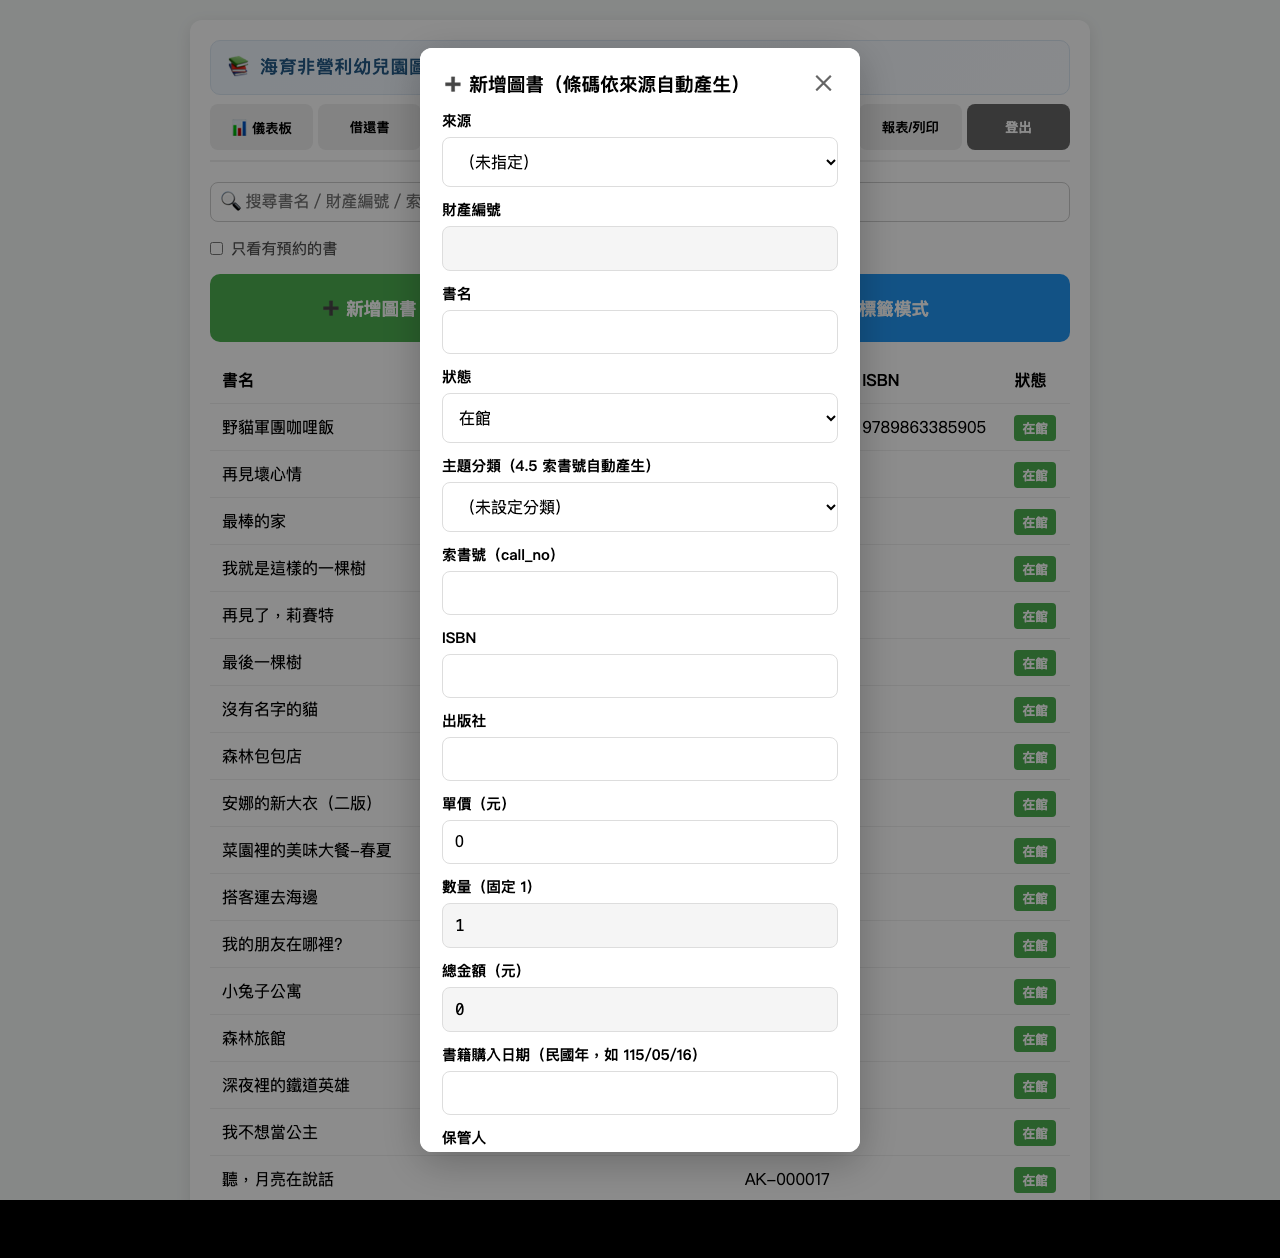 📚 海育非營利幼兒園圖
📊 儀表板
借還書
報表/列印
登出
🔍 搜尋書名 / 財產編號 / 索
只看有預約的書
➕ 新增圖書
標籤模式
書名
ISBN
狀態
野貓軍團咖哩飯
9789863385905
在館
再見壞心情
在館
最棒的家
在館
我就是這樣的一棵樹
在館
再見了，莉賽特
在館
最後一棵樹
在館
沒有名字的貓
在館
森林包包店
在館
安娜的新大衣（二版）
在館
菜園裡的美味大餐–春夏
在館
搭客運去海邊
在館
我的朋友在哪裡?
在館
小兔子公寓
在館
森林旅館
在館
深夜裡的鐵道英雄
在館
我不想當公主
在館
聽，月亮在說話
AK–000017
在館
➕ 新增圖書（條碼依來源自動產生）
來源
（未指定）
財產編號
書名
狀態
在館
主題分類（4.5 索書號自動產生）
（未設定分類）
索書號（call_no）
ISBN
出版社
單價（元）
0
數量（固定 1）
1
總金額（元）
0
書籍購入日期（民國年，如 115/05/16）
保管人